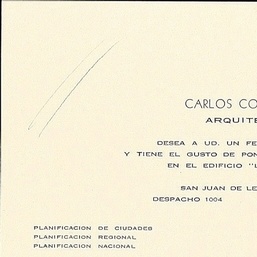 CARLOS CO
ARQUITE
DESEA A UD. UN FE
Y TIENE EL GUSTO DE PON
EN EL EDIFICIO "L
SAN JUAN DE LE
DESPACHO 1004
PLANIFICACION DE CIUDADES
PLANIFICACION REGIONAL
PLANIFICACION NACIONAL